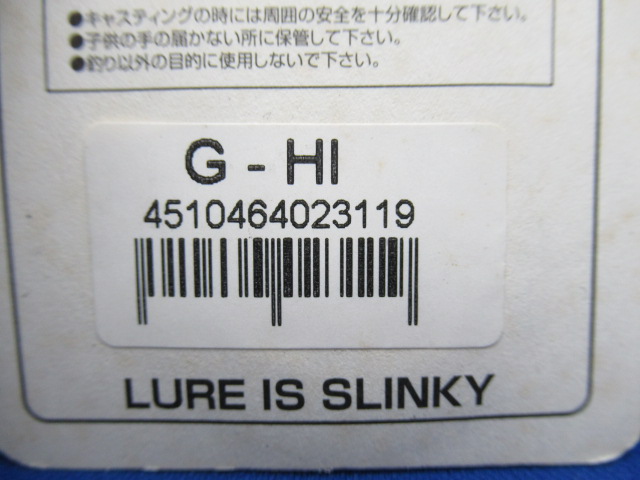 ●キャスティングの時には周囲の安全を十分確認して下さい。
●子供の手の届かない所に保管して下さい。
●釣り以外の目的に使用しないで下さい。
G - HI
4510464023119
LURE IS SLINKY